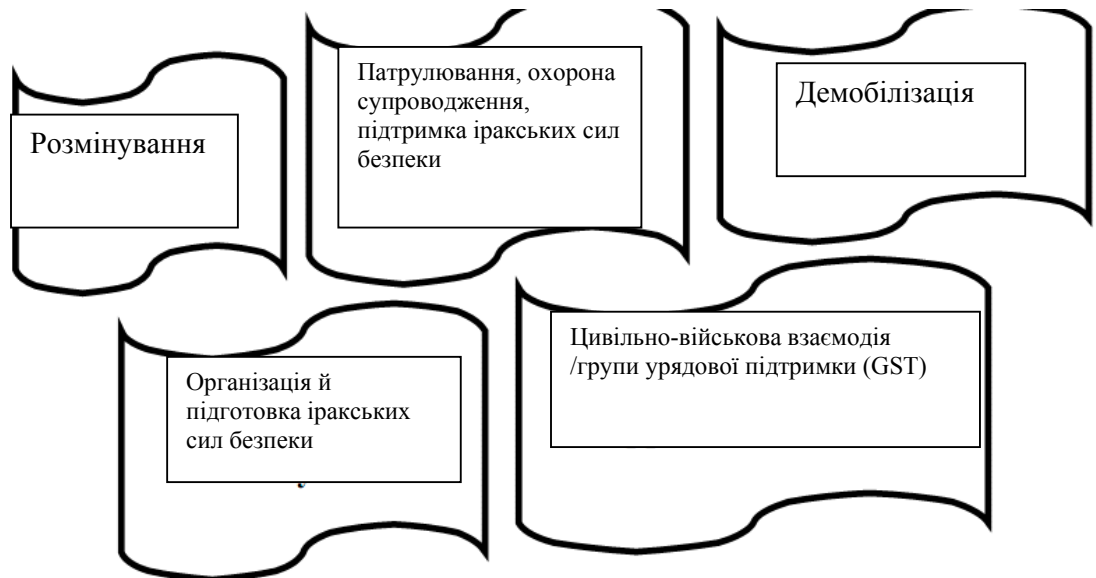 Розмінування
Патрулювання, охорона
супроводження,
підтримка іракських сил
безпеки
Демобілізація
Організація й
підготовка іракських
сил безпеки
Цивільно-військова взаємодія
/групи урядової підтримки (GST)